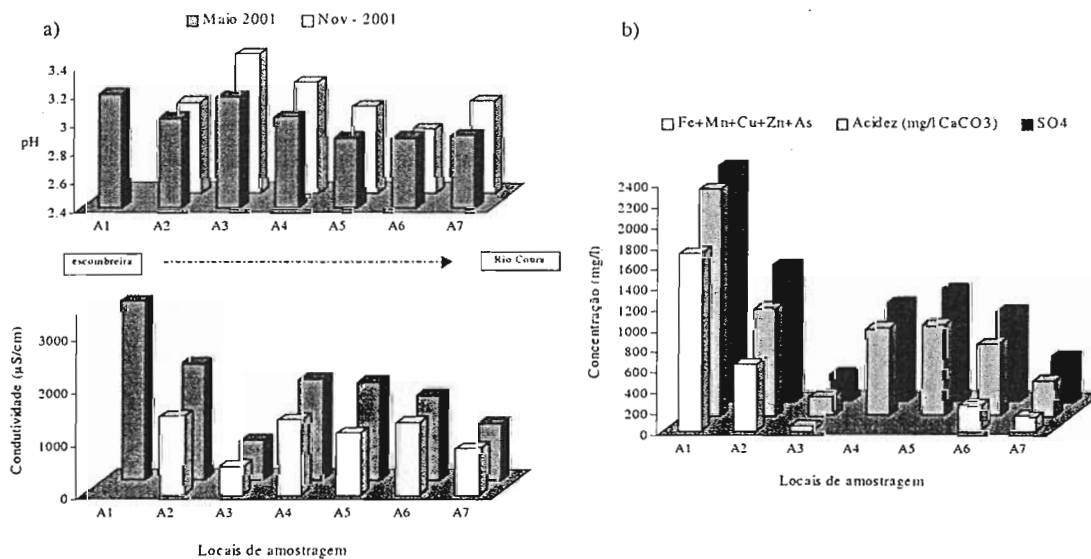 a)
Maio 2001 Nov - 2001
3.4
3.2
3
2.8
2.6
2.4
pH
A1 A2 A3 A4 A5 A6 A7
escombreira Rio Coura
3000
2000
1000
0
Condutividade (µS/cm)
A1 A2 A3 A4 A5 A6 A7
Locais de amostragem
b)
Fe+Mn+Cu+Zn+As Acidez (mg/l CaCO3) SO4
2400
2200
2000
1800
1600
1400
1200
1000
800
600
400
200
0
Concentração (mg/l)
A1 A2 A3 A4 A5 A6 A7
Locais de amostragem